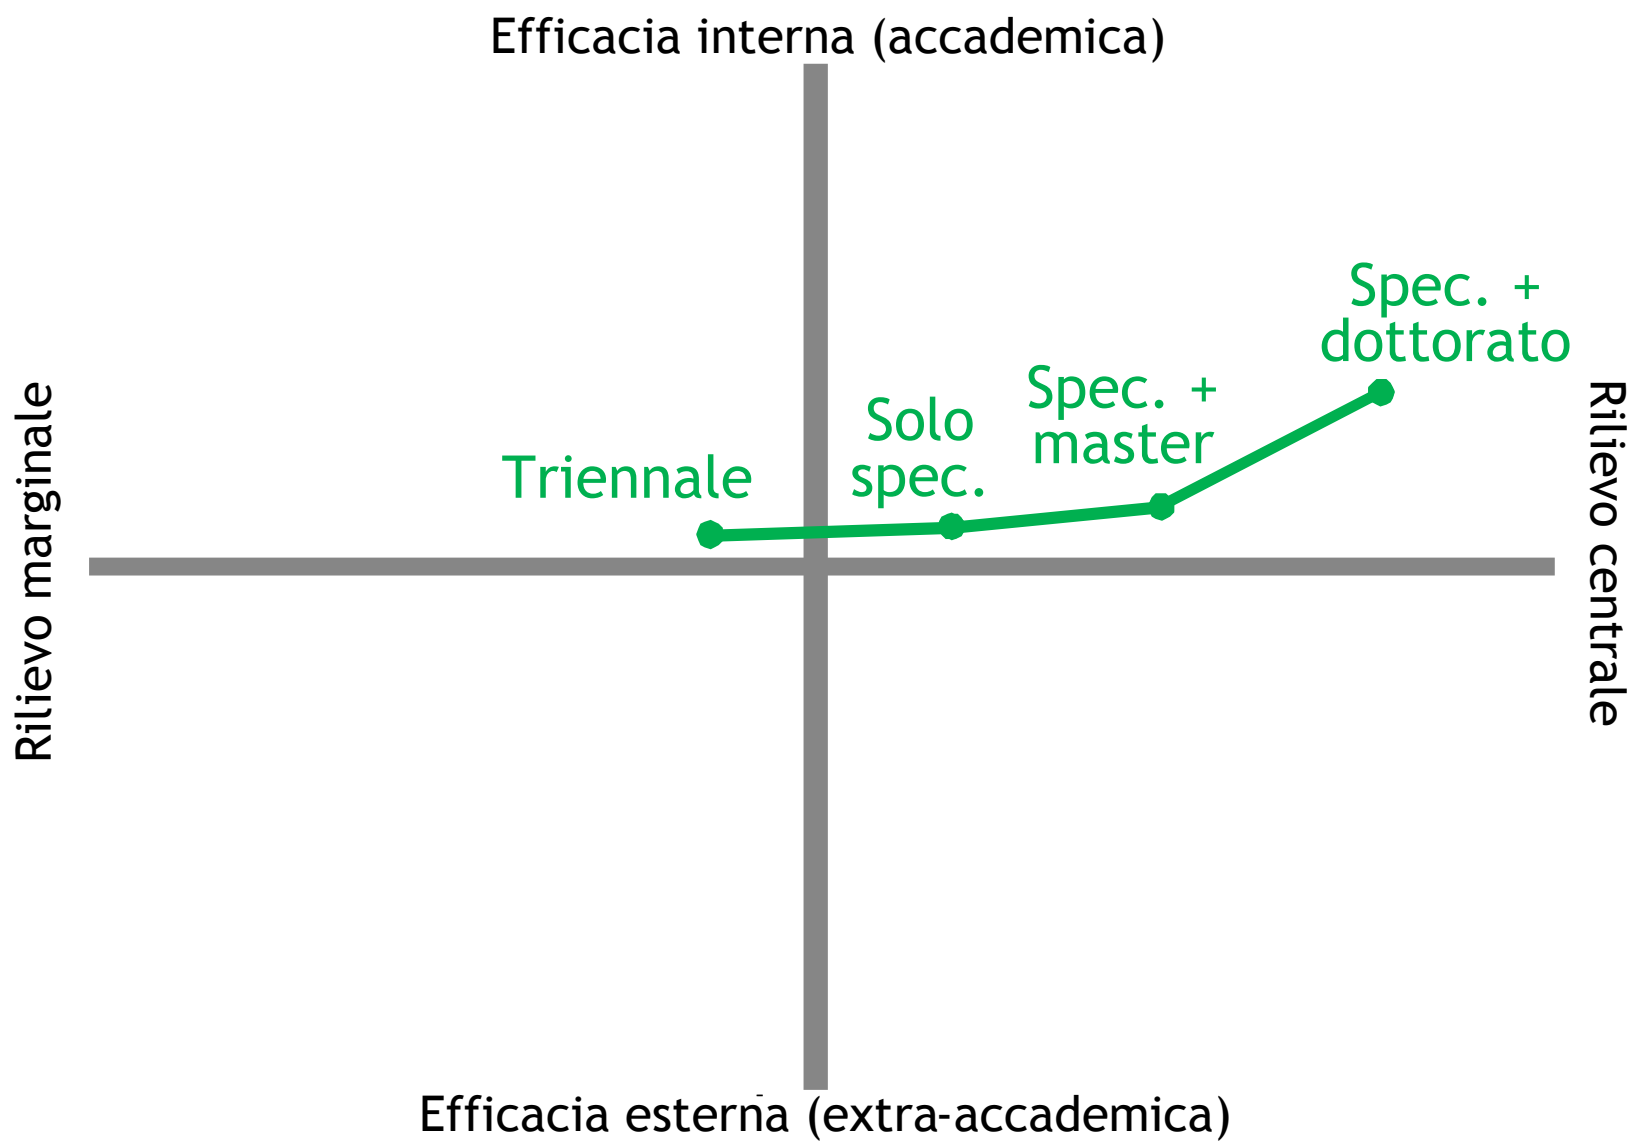 Efficacia interna (accademica)
Spec. +
dottorato
Spec. +
master
Solo
spec.
Triennale
Rilievo marginale
Rilievo centrale
Efficacia esterna (extra-accademica)